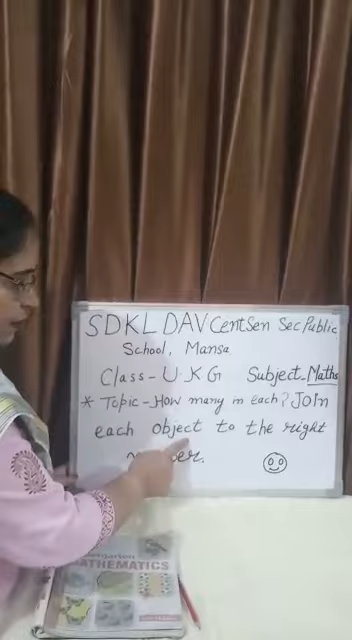 SDKL DAV CentSen Sec Public
School, Mansa
Class - U.K G Subject - Maths
* Topic - How many in each? Join
each object to the right
MATHEMATICS